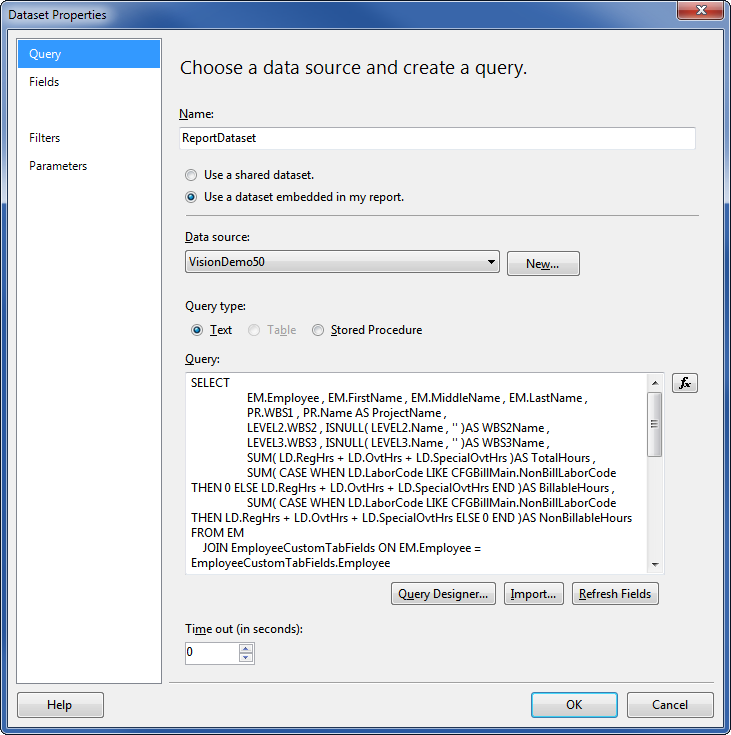 Dataset Properties
Query
Fields
Filters
Parameters
Choose a data source and create a query.
Name:
ReportDataset
Use a shared dataset.
Use a dataset embedded in my report.
Data source:
VisionDemo50
New...
Query type:
Text Table Stored Procedure
Query:
SELECT
EM.Employee , EM.FirstName , EM.MiddleName , EM.LastName ,
PR.WBS1 , PR.Name AS ProjectName ,
LEVEL2.WBS2 , ISNULL( LEVEL2.Name , '' )AS WBS2Name ,
LEVEL3.WBS3 , ISNULL( LEVEL3.Name , '' )AS WBS3Name ,
SUM( LD.RegHrs + LD.OvtHrs + LD.SpecialOvtHrs )AS TotalHours ,
SUM( CASE WHEN LD.LaborCode LIKE CFGBillMain.NonBillLaborCode
THEN 0 ELSE LD.RegHrs + LD.OvtHrs + LD.SpecialOvtHrs END )AS BillableHours ,
SUM( CASE WHEN LD.LaborCode LIKE CFGBillMain.NonBillLaborCode
THEN LD.RegHrs + LD.OvtHrs + LD.SpecialOvtHrs ELSE 0 END )AS NonBillableHours
FROM EM
JOIN EmployeeCustomTabFields ON EM.Employee =
EmployeeCustomTabFields.Employee
fx
Query Designer... Import... Refresh Fields
Time out (in seconds):
0
Help OK Cancel